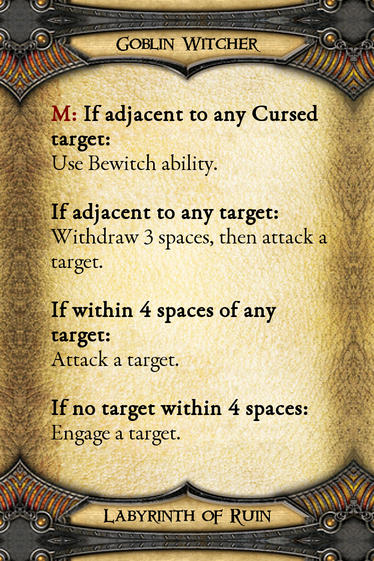 Goblin Witcher
M: If adjacent to any Cursed
target:
Use Bewitch ability.
If adjacent to any target:
Withdraw 3 spaces, then attack a
target.
If within 4 spaces of any
target:
Attack a target.
If no target within 4 spaces:
Engage a target.
Labyrinth of Ruin